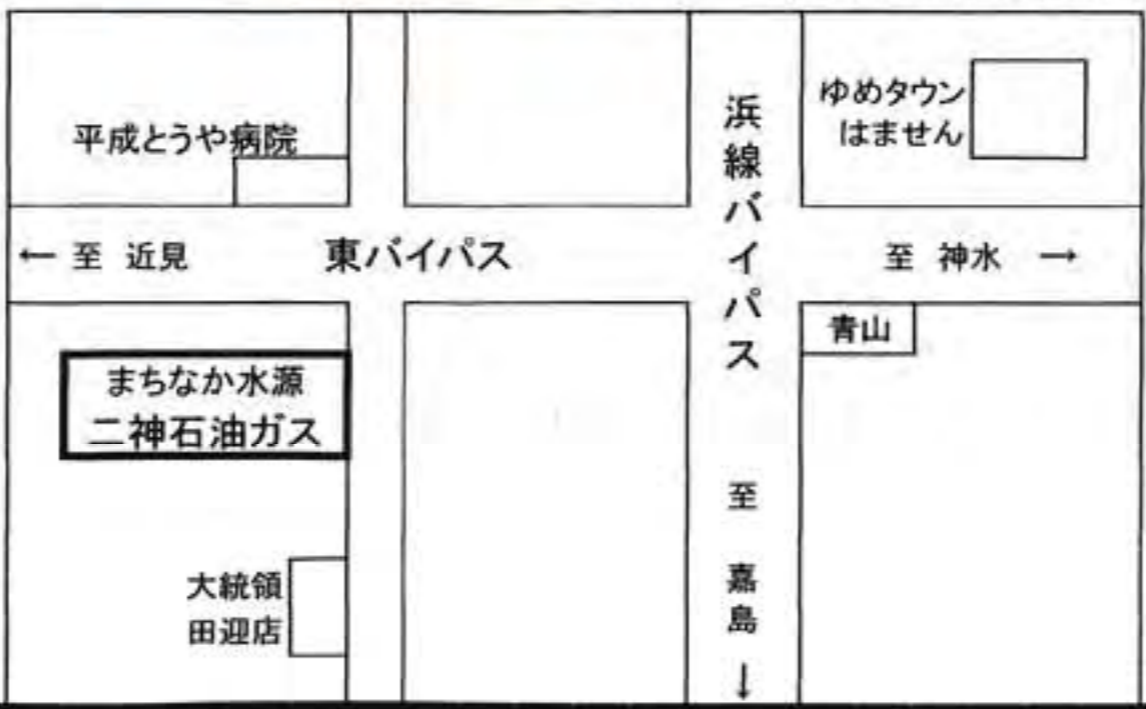 平成とうや病院
ゆめタウン
はません
浜線バイパス
← 至 近見
東バイパス
至 神水 →
青山
まちなか水源
二神石油ガス
至 嘉島 ↓
大統領
田迎店